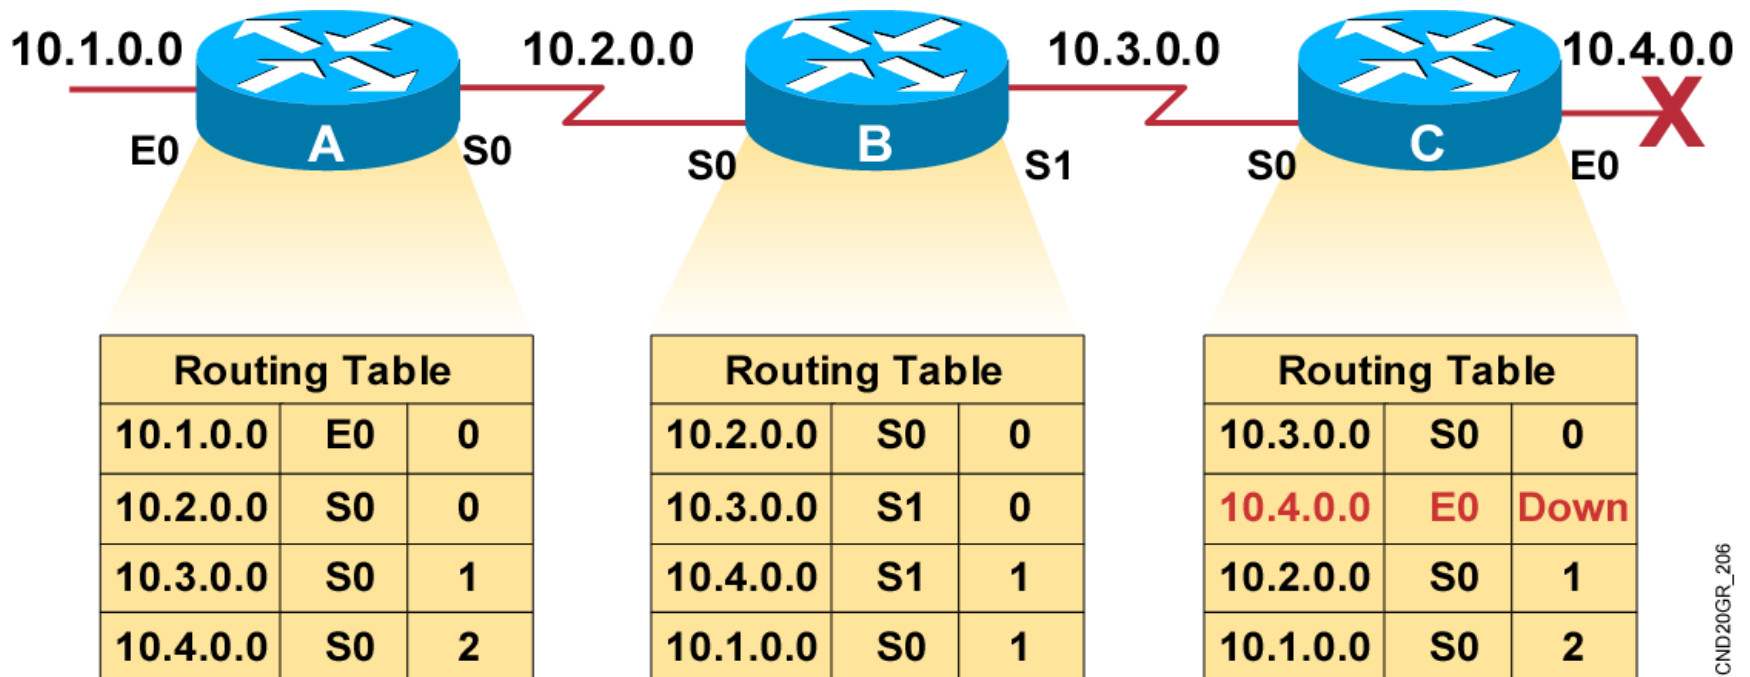 10.1.0.0 10.2.0.0 10.3.0.0 10.4.0.0
A B C
E0 S0 S0 S1 S0 E0
X
Routing Table
10.1.0.0 E0 0
10.2.0.0 S0 0
10.3.0.0 S0 1
10.4.0.0 S0 2
Routing Table
10.2.0.0 S0 0
10.3.0.0 S1 0
10.4.0.0 S1 1
10.1.0.0 S0 1
Routing Table
10.3.0.0 S0 0
10.4.0.0 E0 Down
10.2.0.0 S0 1
10.1.0.0 S0 2
CND20GR_206